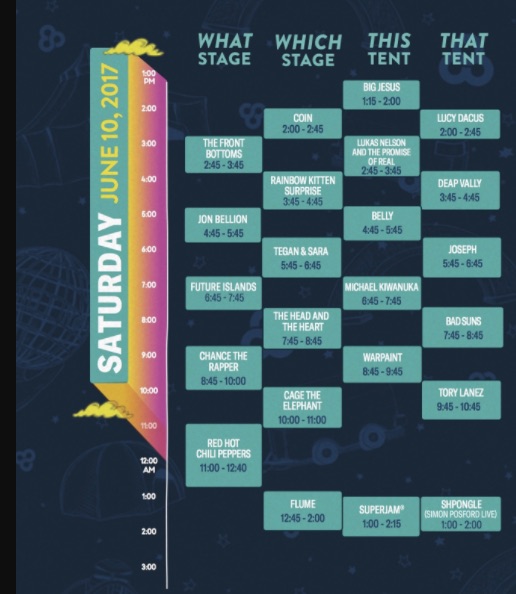 WHAT
STAGE
WHICH
STAGE
THIS
TENT
THAT
TENT
SATURDAY JUNE 10, 2017
1:00
PM
2:00
3:00
4:00
5:00
6:00
7:00
8:00
9:00
10:00
11:00
12:00
AM
1:00
2:00
3:00
THE FRONT
BOTTOMS
2:45 - 3:45
JON BELLION
4:45 - 5:45
FUTURE ISLANDS
6:45 - 7:45
CHANCE THE
RAPPER
8:45 - 10:00
RED HOT
CHILI PEPPERS
11:00 - 12:40
COIN
2:00 - 2:45
RAINBOW KITTEN
SURPRISE
3:45 - 4:45
TEGAN & SARA
5:45 - 6:45
THE HEAD AND
THE HEART
7:45 - 8:45
CAGE THE
ELEPHANT
10:00 - 11:00
FLUME
12:45 - 2:00
BIG JESUS
1:15 - 2:00
LUKAS NELSON
AND THE PROMISE
OF REAL
2:45 - 3:45
BELLY
4:45 - 5:45
MICHAEL KIWANUKA
6:45 - 7:45
WARPAINT
8:45 - 9:45
SUPERJAM®
1:00 - 2:15
LUCY DACUS
2:00 - 2:45
DEAP VALLY
3:45 - 4:45
JOSEPH
5:45 - 6:45
BAD SUNS
7:45 - 8:45
TORY LANEZ
9:45 - 10:45
SHPONGLE
(SIMON POSFORD LIVE)
1:00 - 2:00